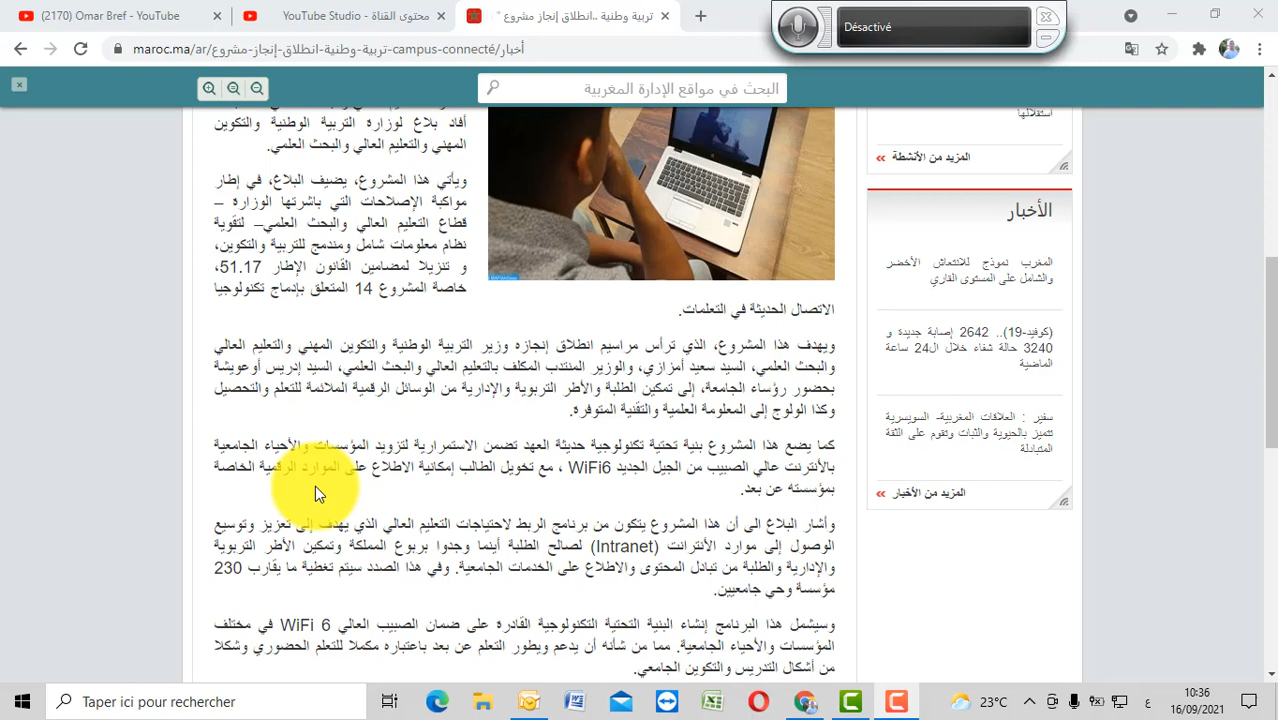 (2170) Omar Bref - Youtube
YouTube Studio - محتوى القناة
تربية وطنية ..انطلاق إنجاز مشروع "
Désactivé
maroc.ma/ar/أخبار/تربية-وطنية-انطلاق-إنجاز-مشروع-campus-connecté
البحث في مواقع الإدارة المغربية
أفاد بلاغ لوزارة التربية الوطنية والتكوين
المهني والتعليم العالي والبحث العلمي.
ويأتي هذا المشروع يضيف البلاغ، في إطار
مواكبة الإصلاحات التي باشرتها الوزارة –
قطاع التعليم العالي والبحث العلمي– لتقوية
نظام معلومات شامل ومندمج للتربية والتكوين،
و تنزيلا لمضامين القانون الإطار 51.17،
خاصة المشروع 14 المتعلق بإدماج تكنولوجيا
الاتصال الحديثة في التعلمات.
ويهدف هذا المشروع، الذي ترأس مراسيم انطلاق إنجازه وزير التربية الوطنية والتكوين المهني والتعليم العالي
والبحث العلمي، السيد سعيد أمزازي، والوزير المنتدب المكلف بالتعليم العالي والبحث العلمي، السيد إدريس أوعويشة
بحضور رؤساء الجامعة، إلى تمكين الطلبة والأطر التربوية والإدارية من الوسائل الرقمية الملائمة للتعلم والتحصيل
وكذا الولوج إلى المعلومة العلمية والتقنية المتوفرة.
كما يضع هذا المشروع بنية تحتية تكنولوجية حديثة العهد تضمن الاستمرارية لتزويد المؤسسات والأحياء الجامعية
بالأنترنت عالي الصبيب من الجيل الجديد WiFi6 ، مع تخويل الطالب إمكانية الاطلاع على الموارد الرقمية الخاصة
بمؤسسته عن بعد.
وأشار البلاغ الى أن هذا المشروع يتكون من برنامج الربط لاحتياجات التعليم العالي الذي يهدف إلى تعزيز وتوسيع
الوصول إلى موارد الأنترانت (Intranet) لصالح الطلبة أينما وجدوا بربوع المملكة وتمكين الأطر التربوية
والإدارية والطلبة من تبادل المحتوى والاطلاع على الخدمات الجامعية. وفي هذا الصدد سيتم تغطية ما يقارب 230
مؤسسة وحي جامعيين.
وسيشمل هذا البرنامج إنشاء البنية التحتية التكنولوجية القادرة على ضمان الصبيب العالي WiFi 6 في مختلف
المؤسسات والأحياء الجامعية. مما من شأنه أن يدعم ويطور التعلم عن بعد باعتباره مكملا للتعلم الحضوري وشكلا
من أشكال التدريس والتكوين الجامعي.
استقلالها
المزيد من الأنشطة
الأخبار
المغرب نموذج للانتعاش الأخضر
والشامل على المستوى القاري
(كوفيد-19).. 2642 إصابة جديدة و
3240 حالة شفاء خلال ال24 ساعة
الماضية
سفير : العلاقات المغربية- السويسرية
تتميز بالحيوية والثبات وتقوم على الثقة
المتبادلة
المزيد من الأخبار
Taper ici pour rechercher
23°C
ع
10:36
16/09/2021